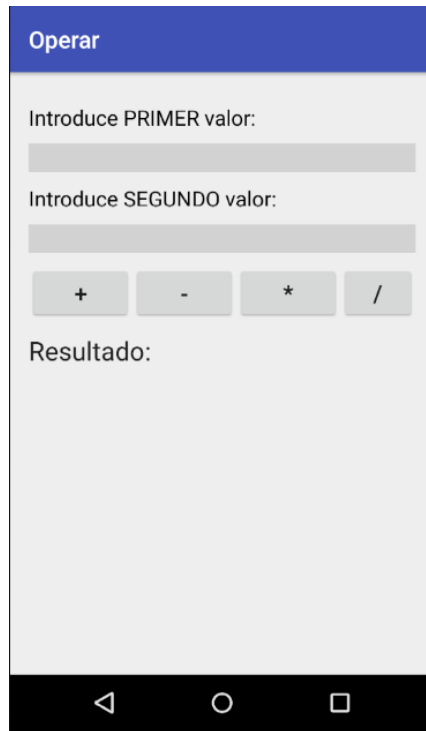 Operar
Introduce PRIMER valor:
Introduce SEGUNDO valor:
+ - * /
Resultado: